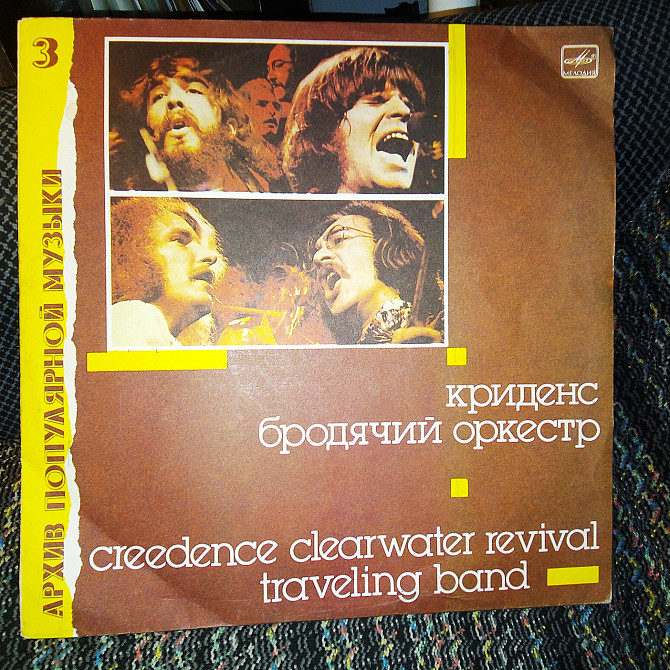 3
АРХИВ ПОПУЛЯРНОЙ МУЗЫКИ
МЕЛОДИЯ
криденс
бродячий оркестр
creedence clearwater revival
traveling band